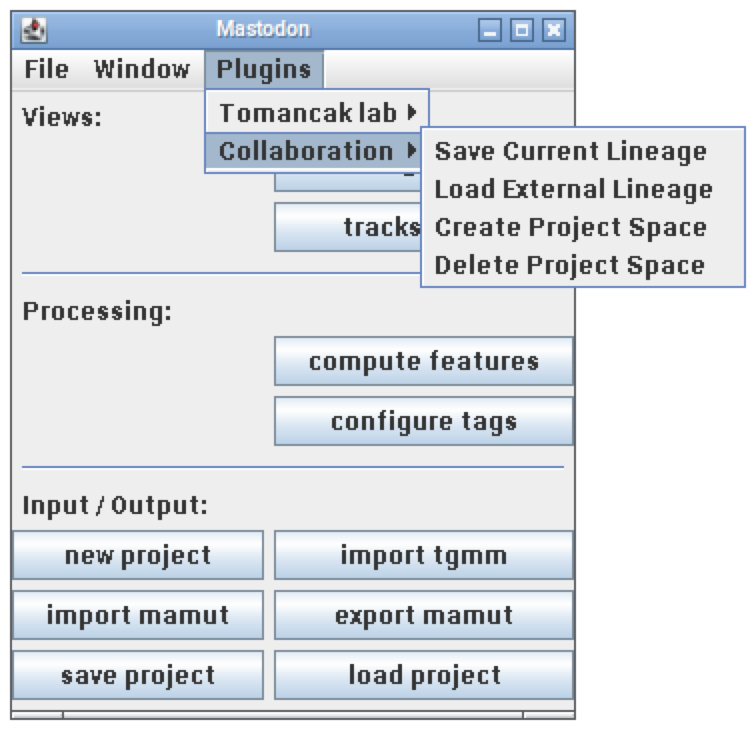 Mastodon
File Window Plugins
Views:
Tomancak lab
Collaboration
Save Current Lineage
Load External Lineage
Create Project Space
Delete Project Space
tracks
Processing:
compute features
configure tags
Input / Output:
new project
import tgmm
import mamut
export mamut
save project
load project